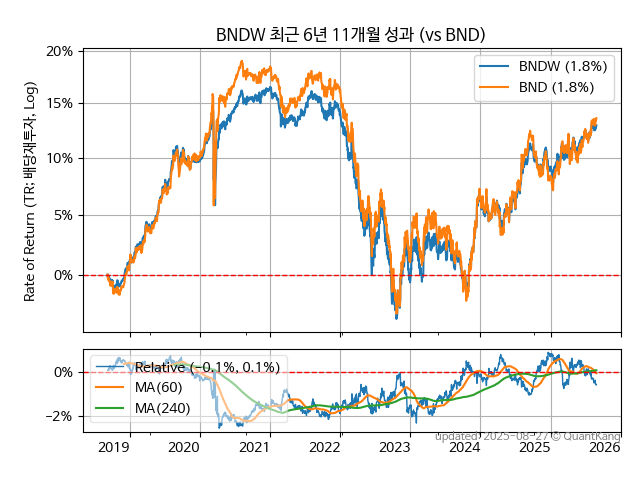 BNDW 최근 6년 11개월 성과 (vs BND)
20%
15%
10%
5%
0%
Rate of Return (TR: 배당재투자, Log)
BNDW (1.8%)
BND (1.8%)
0%
−2%
Relative (−0.1%, 0.1%)
MA(60)
MA(240)
2019
2020
2021
2022
2023
2024
2025
2026
updated: 2025-08-27 © QuantKang